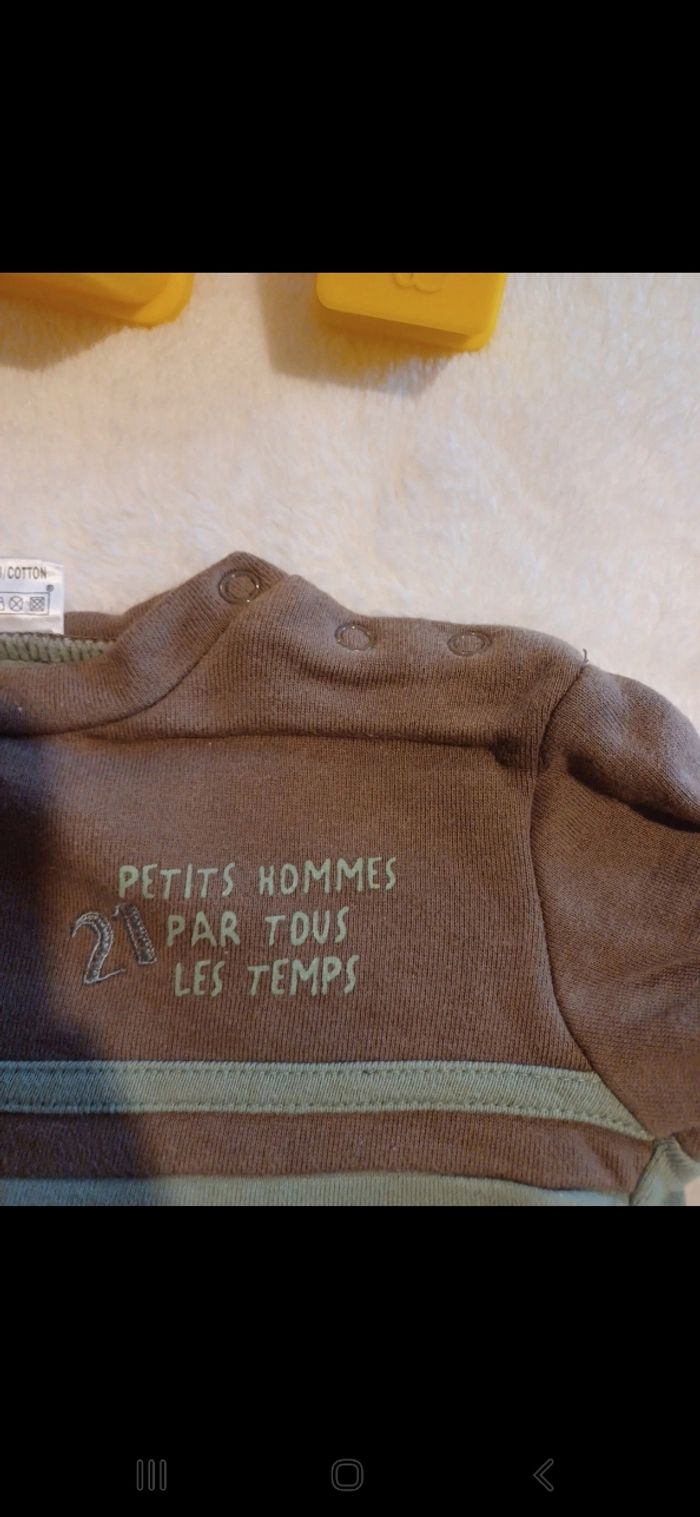 /COTTON
PETITS HOMMES
21 PAR TOUS
LES TEMPS